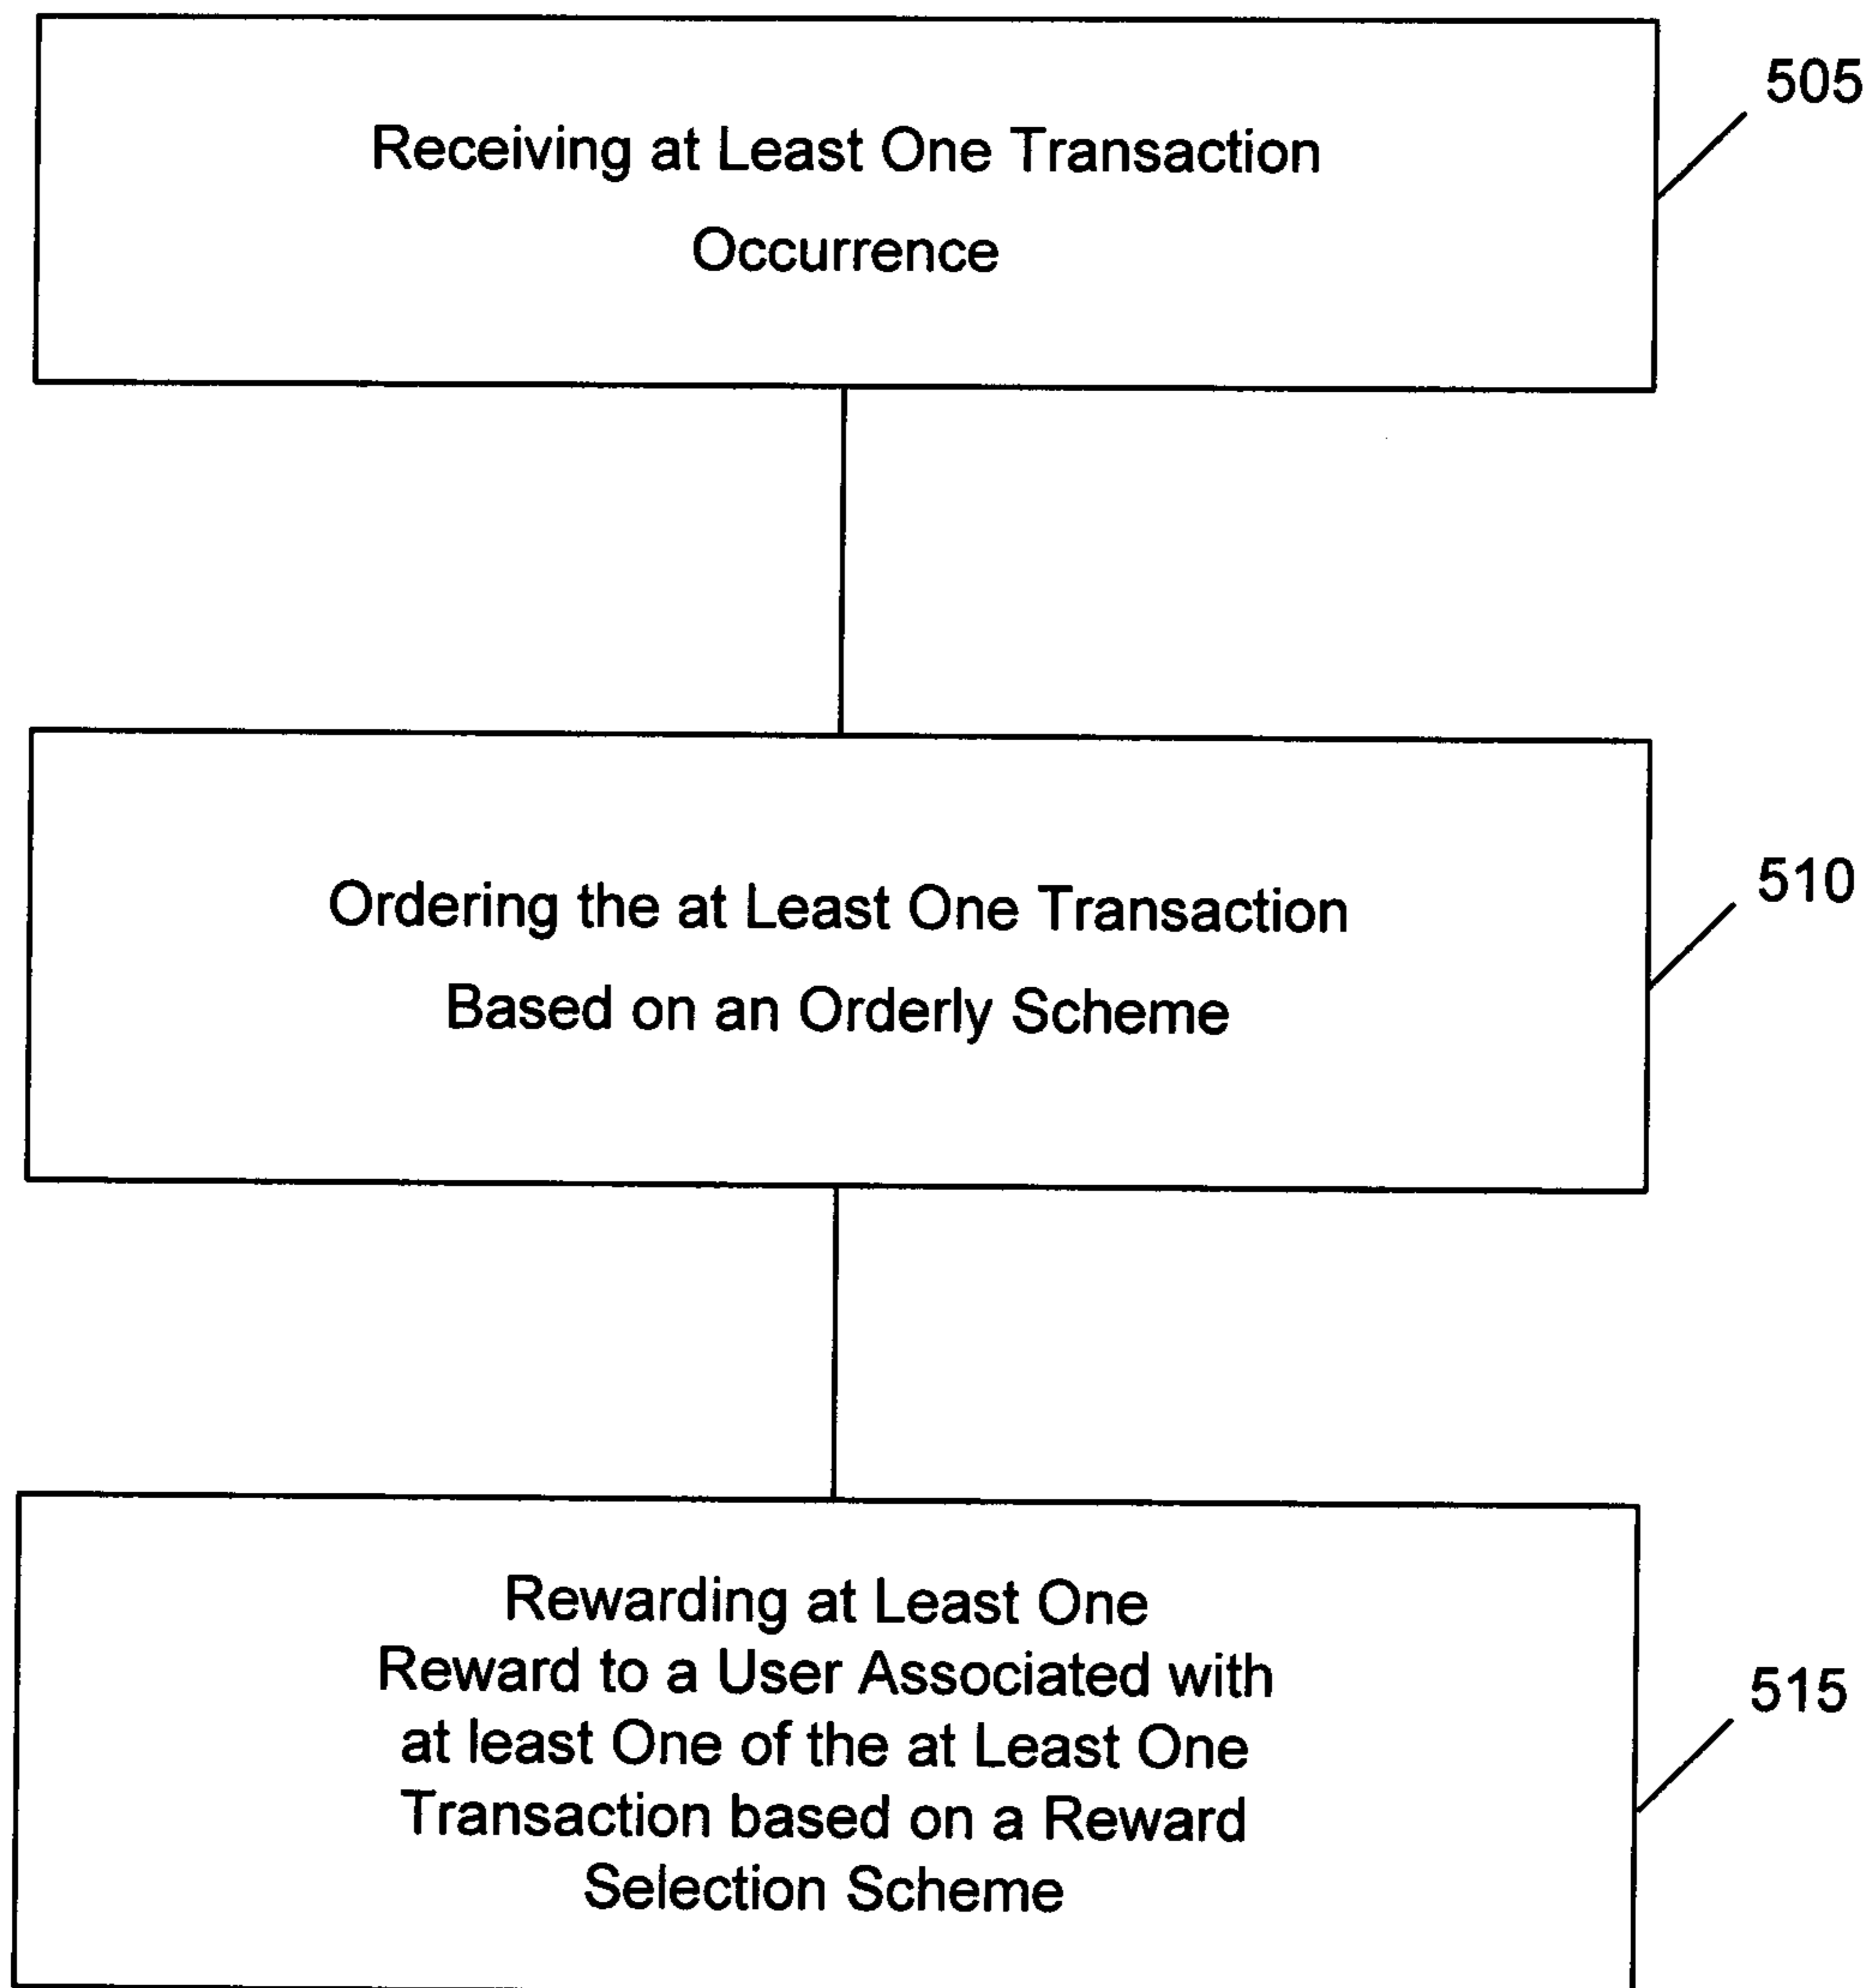 505
Receiving at Least One Transaction
Occurrence
510
Ordering the at Least One Transaction
Based on an Orderly Scheme
Rewarding at Least One
Reward to a User Associated with
at least One of the at Least One
Transaction based on a Reward
Selection Scheme
515